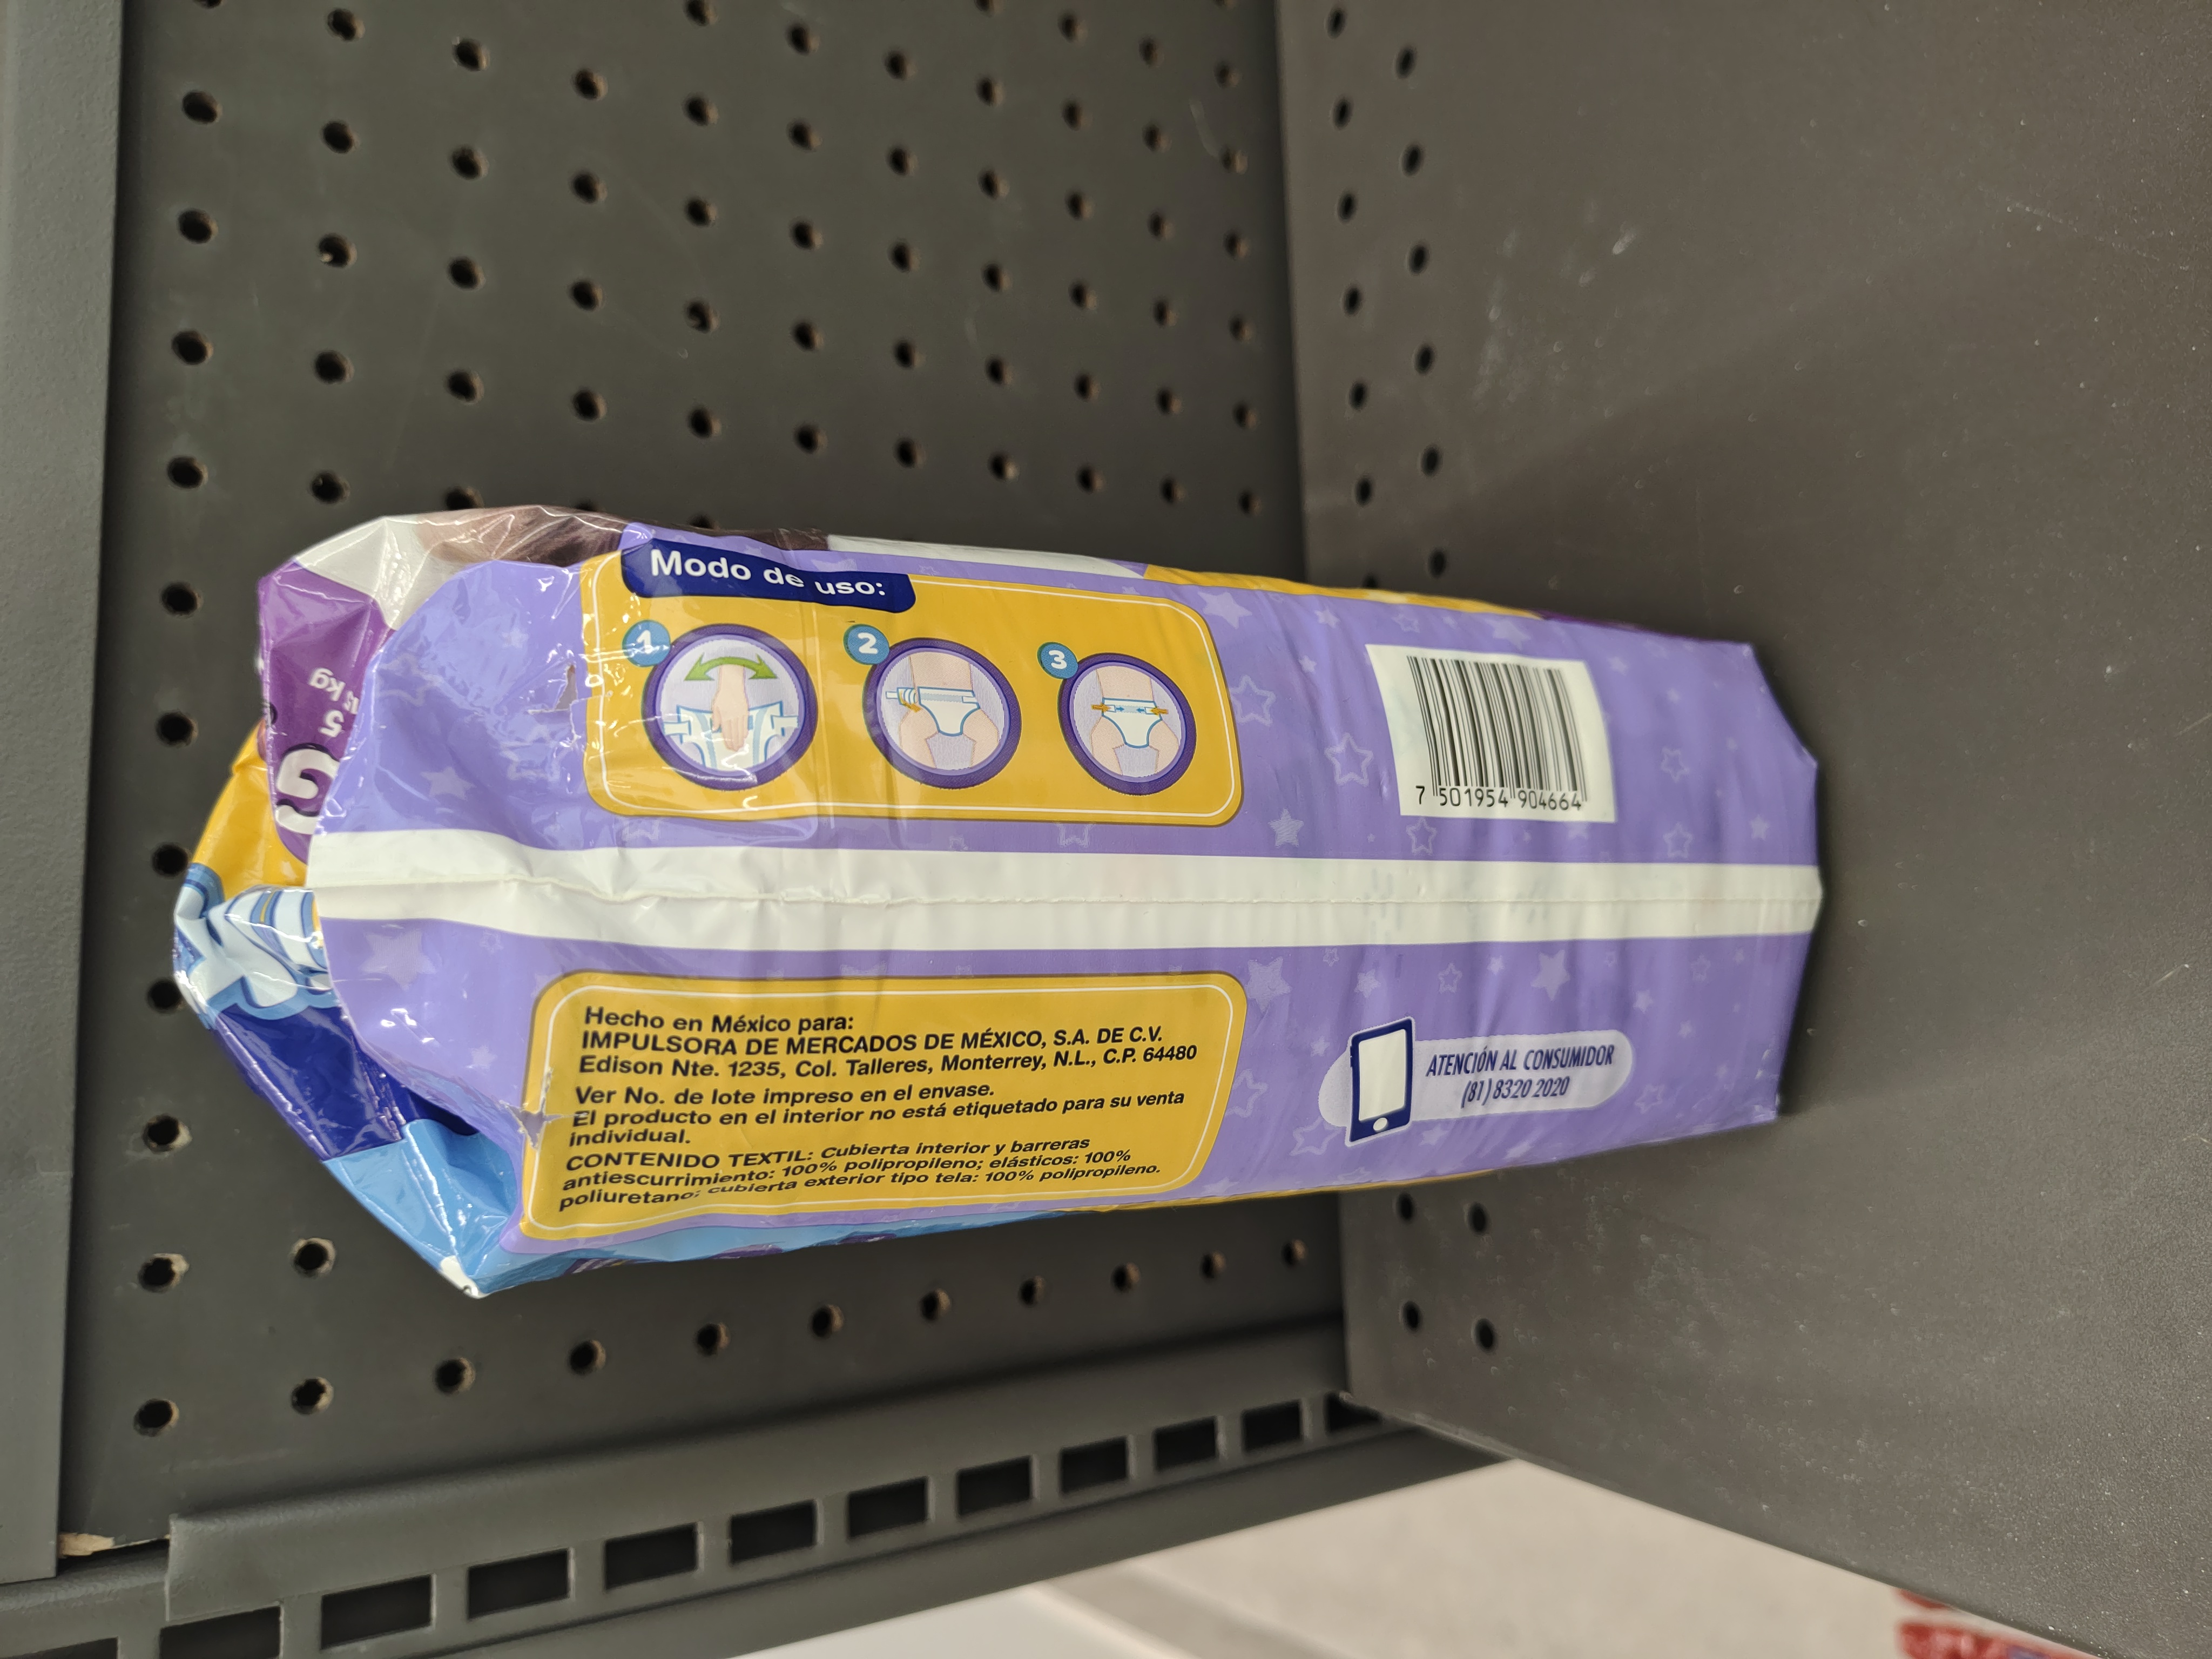 G
5
kg
Modo de uso:
1
2
3
Hecho en México para:
IMPULSORA DE MERCADOS DE MÉXICO, S.A. DE C.V.
Edison Nte. 1235, Col. Talleres, Monterrey, N.L., C.P. 64480
Ver No. de lote impreso en el envase.
El producto en el interior no está etiquetado para su venta
individual.
CONTENIDO TEXTIL: Cubierta interior y barreras
antiescurrimiento: 100% polipropileno; elásticos: 100%
poliuretano; cubierta exterior tipo tela: 100% polipropileno.
7 501954 904664
ATENCIÓN AL CONSUMIDOR
(81) 8320 2020